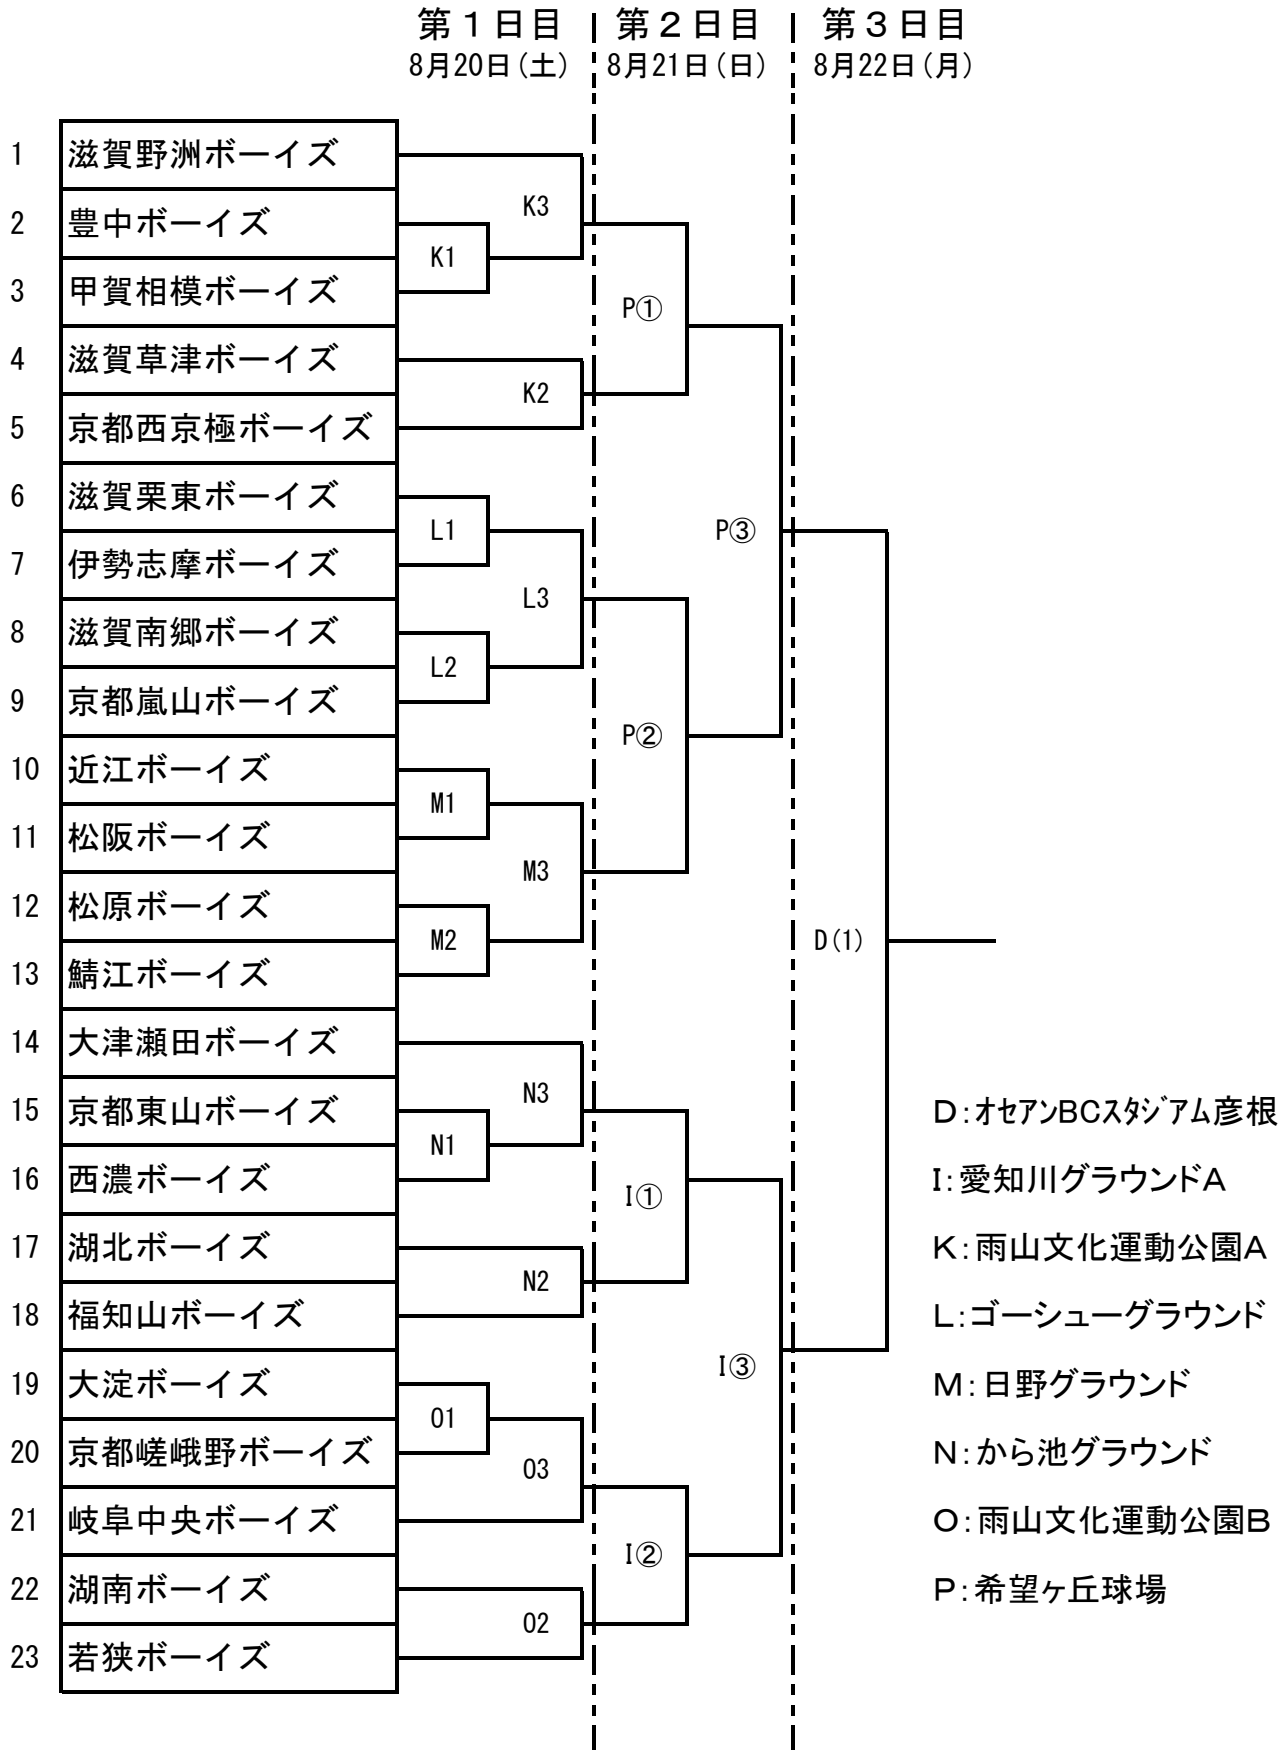 第１日目 第２日目 第３日目
8月20日（土） 8月21日（日） 8月22日（月）
1 滋賀野洲ボーイズ
K3
2 豊中ボーイズ
K1
3 甲賀相模ボーイズ
P①
4 滋賀草津ボーイズ
K2
5 京都西京極ボーイズ
6 滋賀栗東ボーイズ
L1 P③
7 伊勢志摩ボーイズ
L3
8 滋賀南郷ボーイズ
L2
9 京都嵐山ボーイズ
P②
10 近江ボーイズ
M1
11 松阪ボーイズ
M3
12 松原ボーイズ
M2 D(1)
13 鯖江ボーイズ
14 大津瀬田ボーイズ
N3
15 京都東山ボーイズ
N1
16 西濃ボーイズ
I①
17 湖北ボーイズ
N2
18 福知山ボーイズ
I③
19 大淀ボーイズ
O1
20 京都嵯峨野ボーイズ
O3
21 岐阜中央ボーイズ
I②
22 湖南ボーイズ
O2
23 若狭ボーイズ
D：ｵｾｱﾝBCｽﾀｼﾞｱﾑ彦根
I：愛知川グラウンドA
K：雨山文化運動公園A
L：ゴーシューグラウンド
M：日野グラウンド
N：から池グラウンド
O：雨山文化運動公園B
P：希望ヶ丘球場